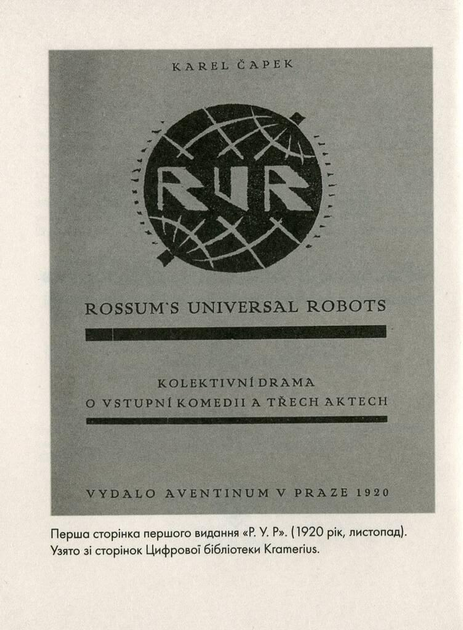 KAREL ČAPEK
RUR
ROSSUM'S UNIVERSAL ROBOTS
KOLEKTIVNÍ DRAMA
O VSTUPNÍ KOMEDII A TŘECH AKTECH
VYDALO AVENTINUM V PRAZE 1920
Перша сторінка першого видання «Р. У. Р». (1920 рік, листопад).
Узято зі сторінок Цифрової бібліотеки Kramerius.